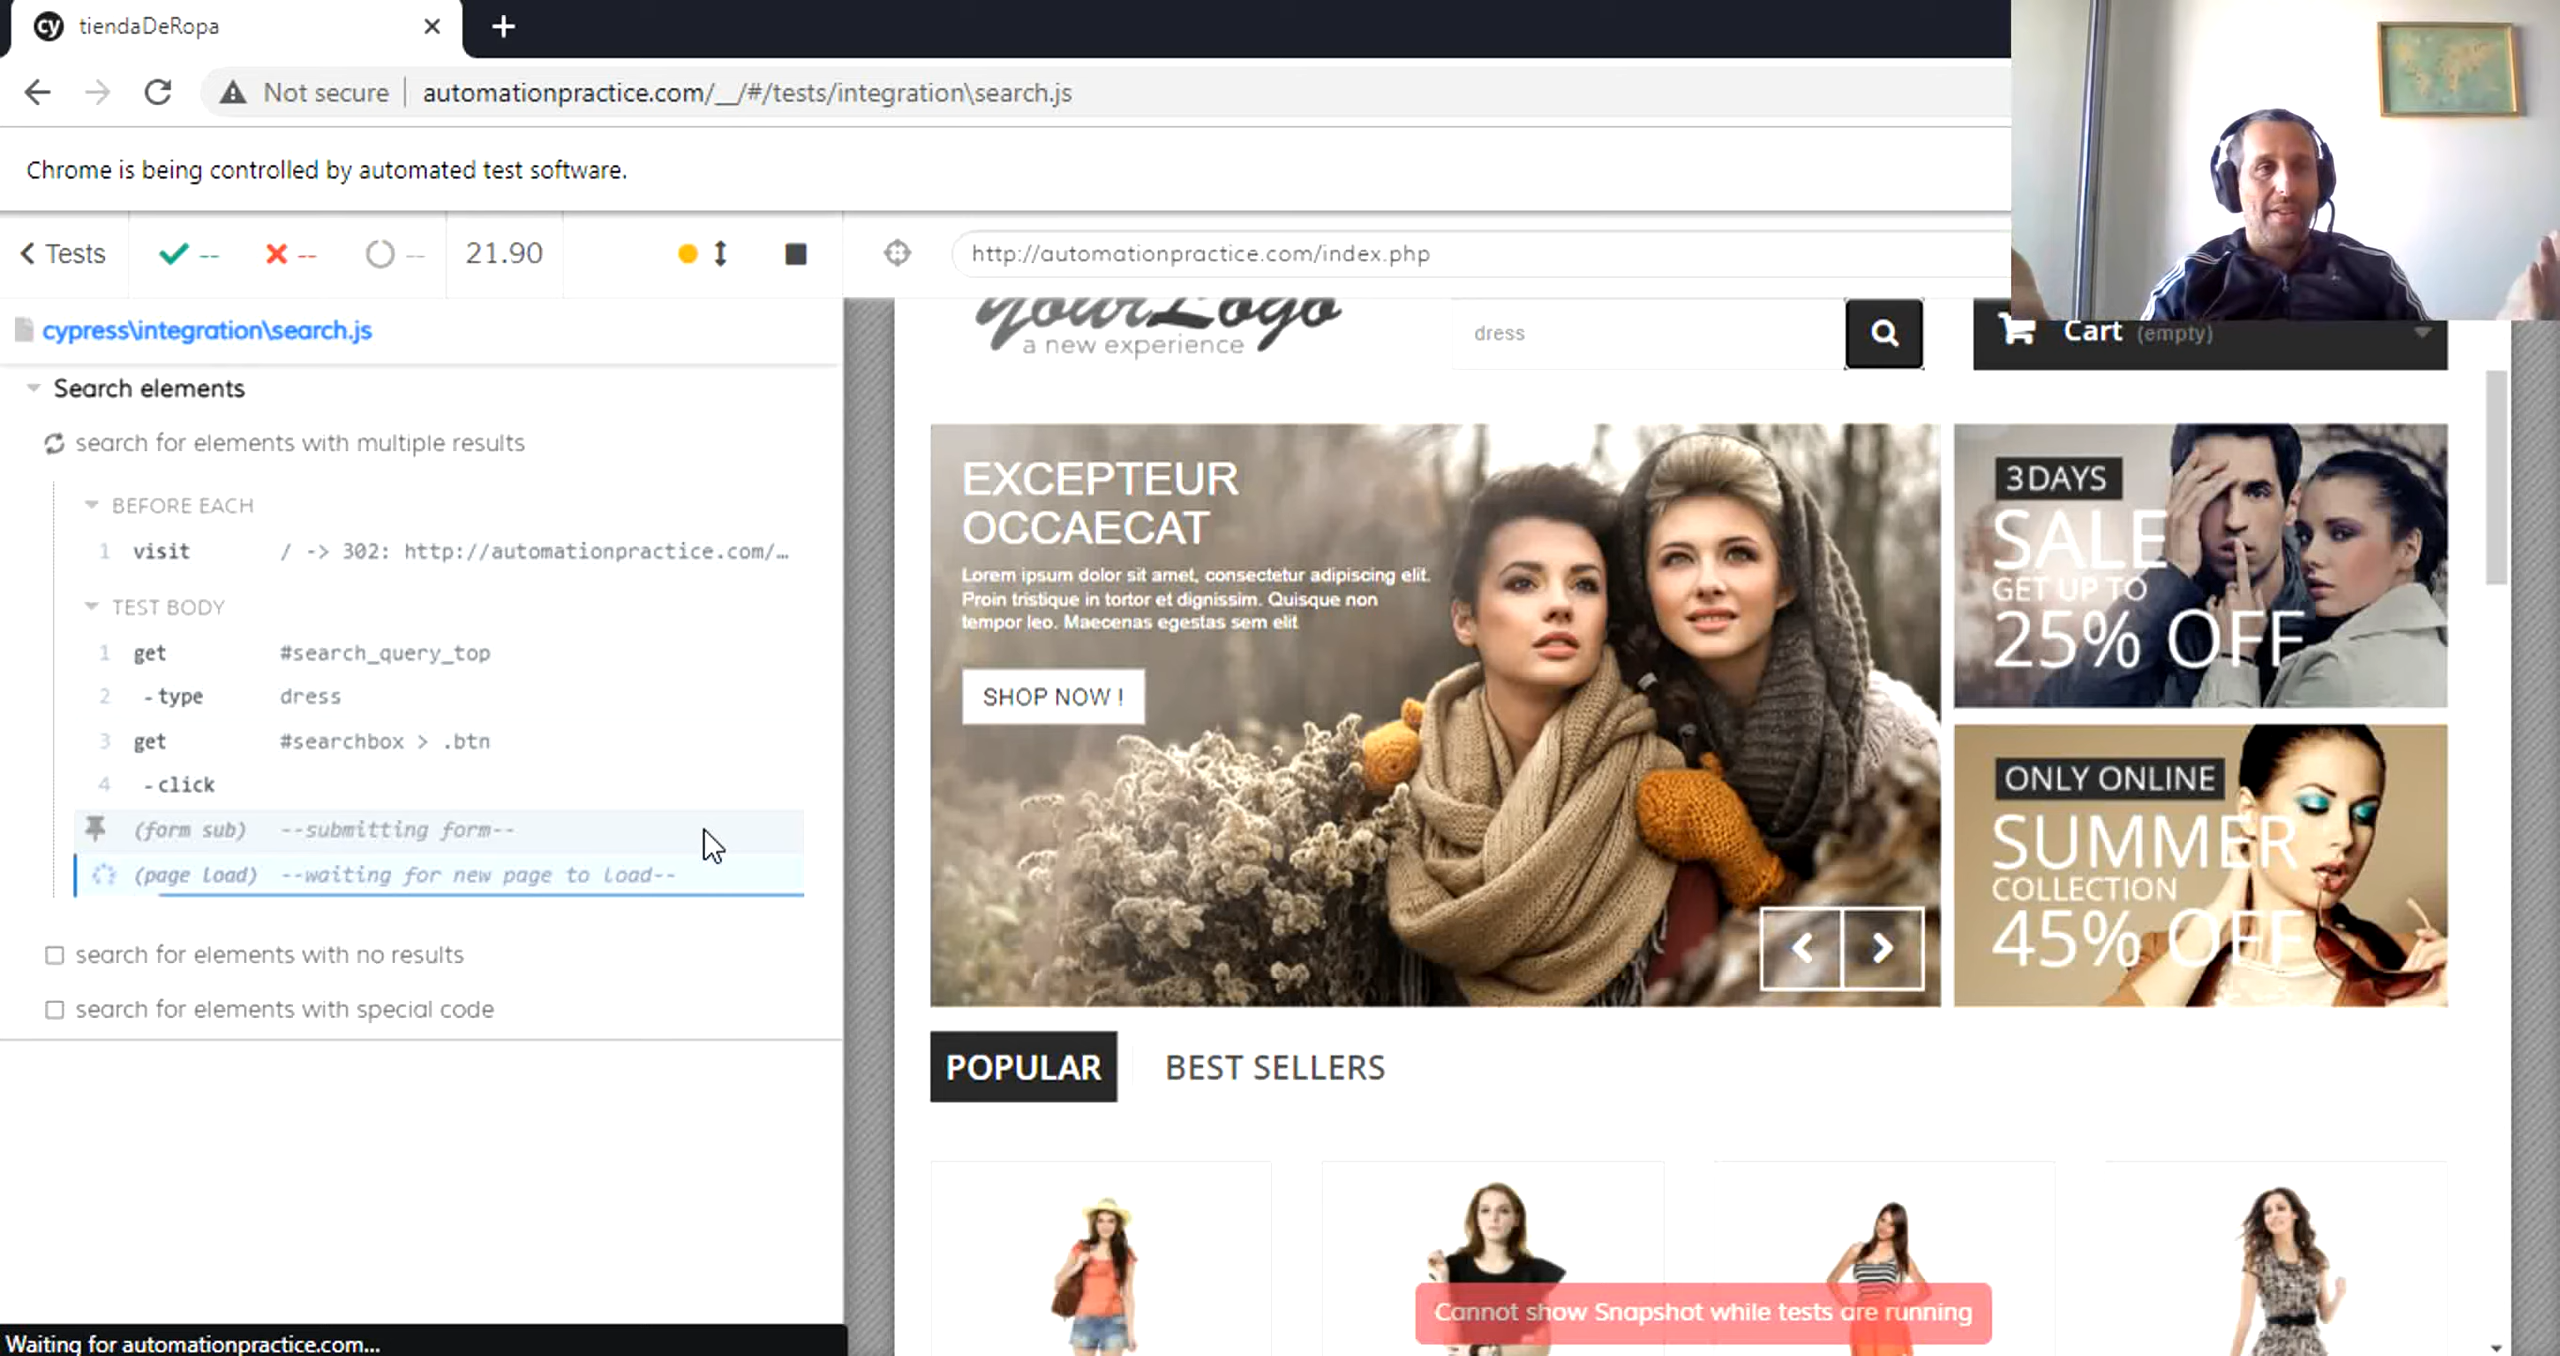 cy tiendaDeRopa
Not secure automationpractice.com/__/#/tests/integration\search.js
Chrome is being controlled by automated test software.
Tests -- -- -- 21.90
http://automationpractice.com/index.php
cypress\integration\search.js
Search elements
search for elements with multiple results
BEFORE EACH
1 visit / -> 302: http://automationpractice.com/…
TEST BODY
1 get #search_query_top
2 -type dress
3 get #searchbox > .btn
4 -click
(form sub) --submitting form--
(page load) --waiting for new page to load--
search for elements with no results
search for elements with special code
Waiting for automationpractice.com...
yourLogo
a new experience
dress
Cart (empty)
EXCEPTEUR
OCCAECAT
Lorem ipsum dolor sit amet, consectetur adipiscing elit.
Proin tristique in tortor et dignissim. Quisque non
tempor leo. Maecenas egestas sem elit
SHOP NOW !
3DAYS
SALE
GET UP TO
25% OFF
ONLY ONLINE
SUMMER
COLLECTION
45% OFF
POPULAR BEST SELLERS
Cannot show Snapshot while tests are running